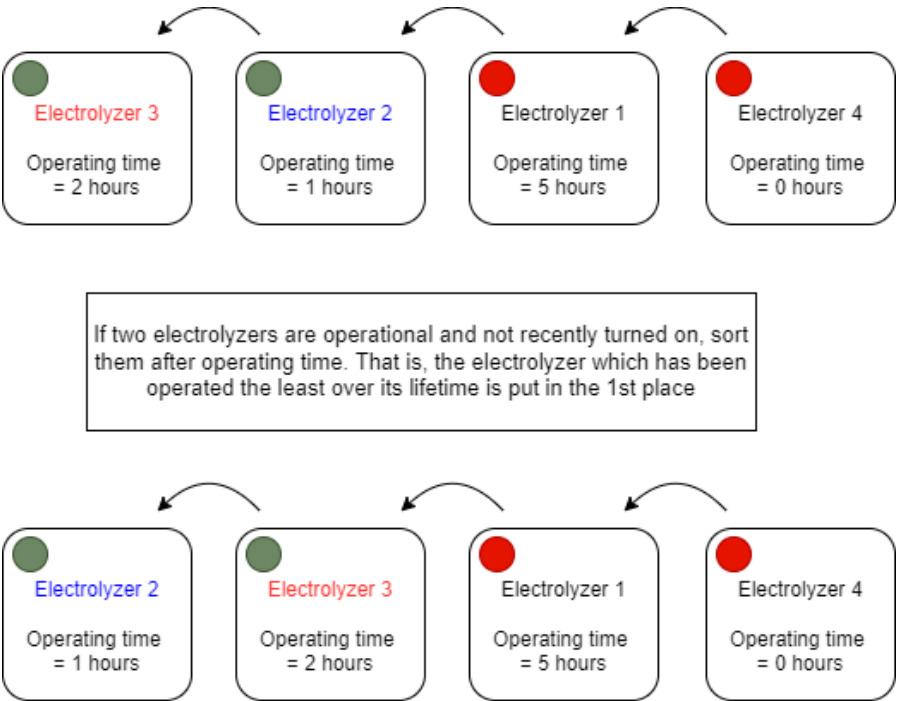 Electrolyzer 3
Operating time
= 2 hours
Electrolyzer 2
Operating time
= 1 hours
Electrolyzer 1
Operating time
= 5 hours
Electrolyzer 4
Operating time
= 0 hours
If two electrolyzers are operational and not recently turned on, sort
them after operating time. That is, the electrolyzer which has been
operated the least over its lifetime is put in the 1st place
Electrolyzer 2
Operating time
= 1 hours
Electrolyzer 3
Operating time
= 2 hours
Electrolyzer 1
Operating time
= 5 hours
Electrolyzer 4
Operating time
= 0 hours